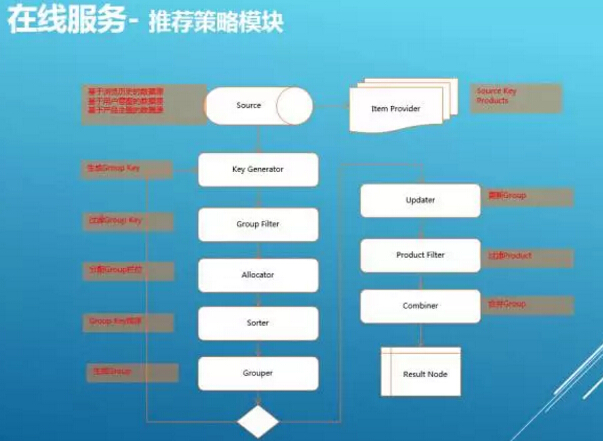 在线服务- 推荐策略模块
基于浏览历史的数据源
基于用户意图的数据源
基于产品主题的数据源
Source
Item Provider
Source Key
Products
生成Group Key
Key Generator
过滤Group Key
Group Filter
分配Group栏位
Allocator
Group Key排序
Sorter
生成Group
Grouper
Updater
更新Group
Product Filter
过滤Product
Combiner
合并Group
Result Node